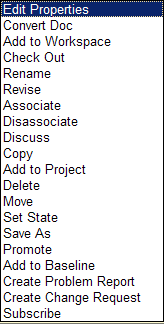 Edit Properties
Convert Doc
Add to Workspace
Check Out
Rename
Revise
Associate
Disassociate
Discuss
Copy
Add to Project
Delete
Move
Set State
Save As
Promote
Add to Baseline
Create Problem Report
Create Change Request
Subscribe